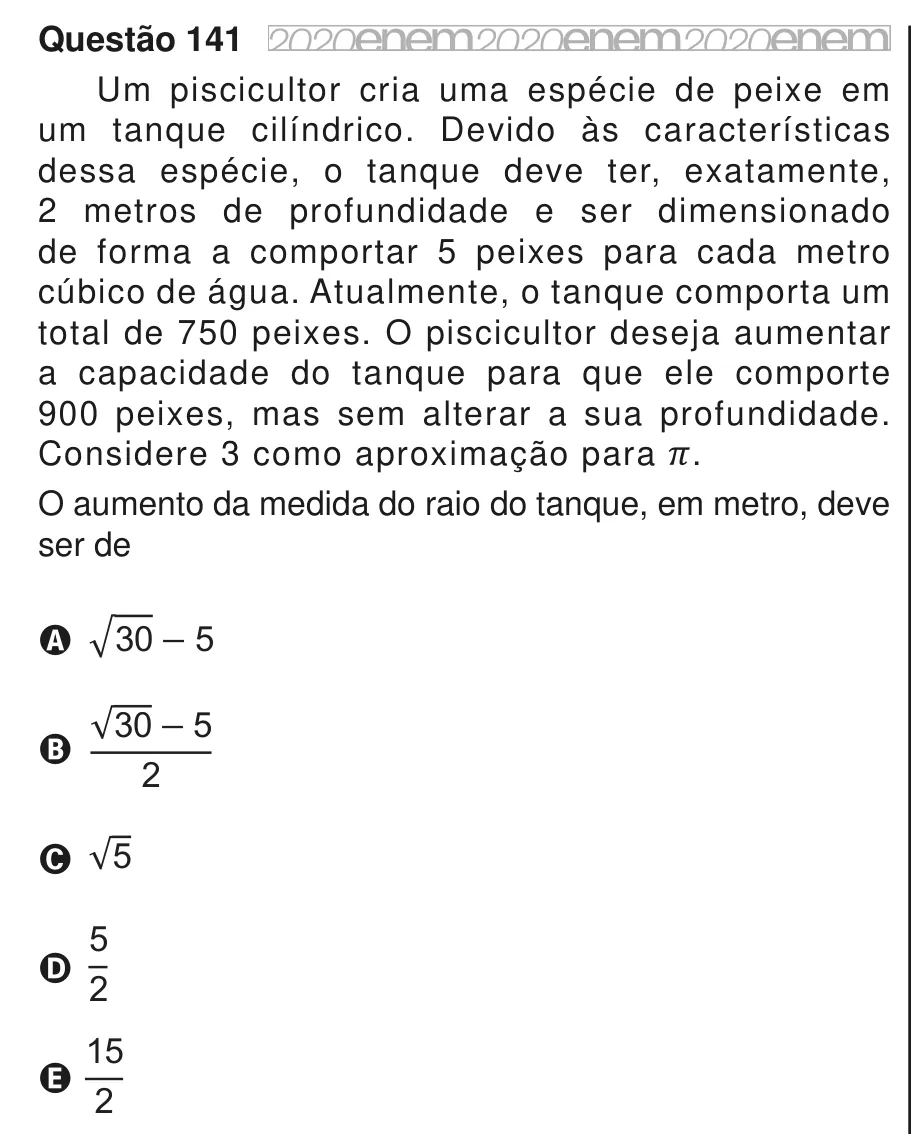 Questão 141 2020enem2020enem2020enem
Um piscicultor cria uma espécie de peixe em
um tanque cilíndrico. Devido às características
dessa espécie, o tanque deve ter, exatamente,
2 metros de profundidade e ser dimensionado
de forma a comportar 5 peixes para cada metro
cúbico de água. Atualmente, o tanque comporta um
total de 750 peixes. O piscicultor deseja aumentar
a capacidade do tanque para que ele comporte
900 peixes, mas sem alterar a sua profundidade.
Considere 3 como aproximação para π.
O aumento da medida do raio do tanque, em metro, deve
ser de
A √30 – 5
B (√30 – 5)/2
C √5
D 5/2
E 15/2